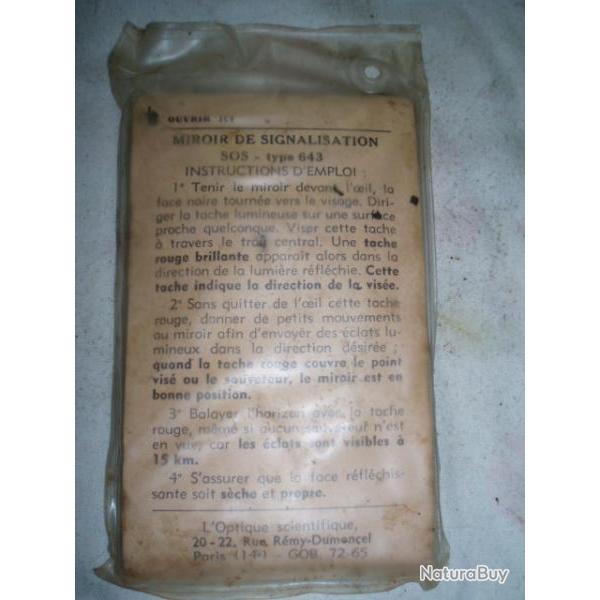 OUVRIR ICI
MIROIR DE SIGNALISATION
SOS - type 643
INSTRUCTIONS D'EMPLOI :
1° Tenir le miroir devant l'œil, la
face noire tournée vers le visage. Diri-
ger la tache lumineuse sur une surface
proche quelconque. Viser cette tache
à travers le trou central. Une tache
rouge brillante apparaît alors dans la
direction de la lumière réfléchie. Cette
tache indique la direction de la visée.
2° Sans quitter de l'œil cette tache
rouge, donner de petits mouvements
au miroir afin d'envoyer des éclats lu-
mineux dans la direction désirée ;
quand la tache rouge couvre le point
visé ou le sauveteur, le miroir est en
bonne position.
3° Balayer l'horizon avec la tache
rouge, même si aucun sauveteur n'est
en vue, car les éclats sont visibles à
15 km.
4° S'assurer que la face réfléchis-
sante soit sèche et propre.
L'Optique scientifique,
20-22, Rue Rémy-Dumoncel
Paris (14e) - GOB. 72-65
NaturaBuy